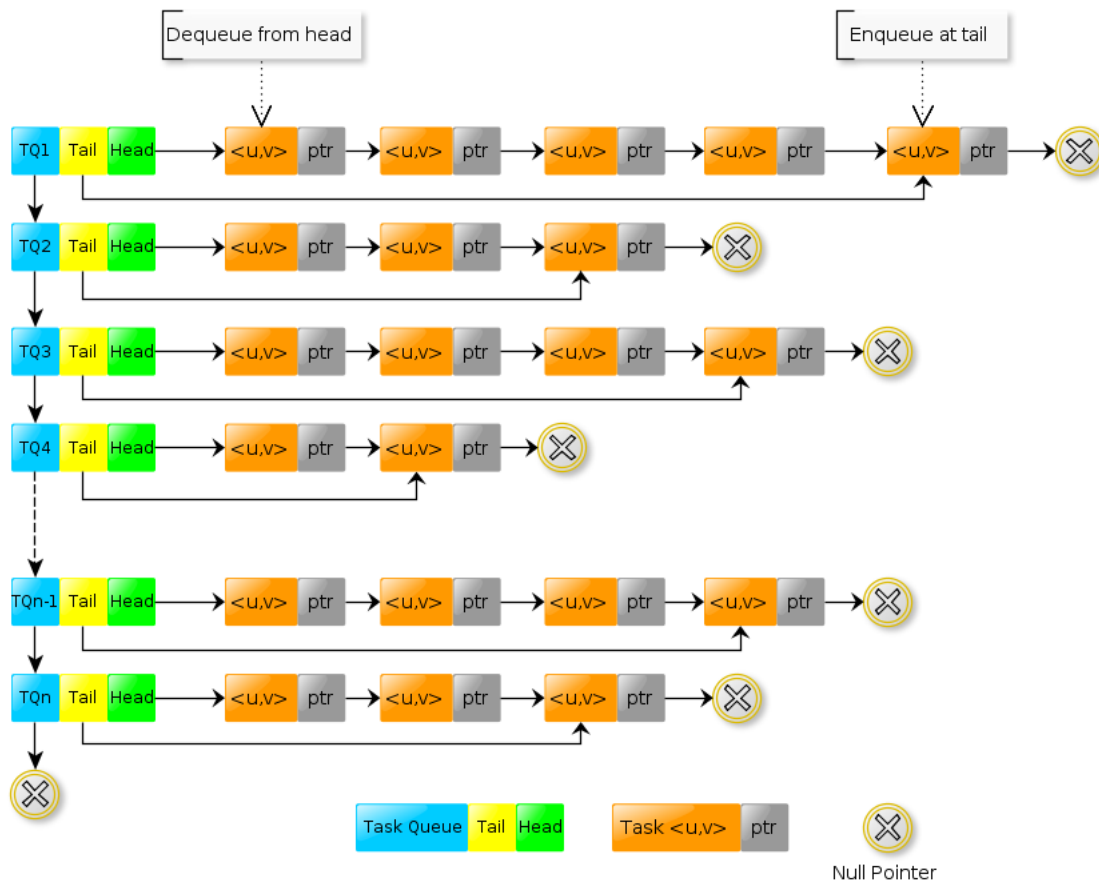 Dequeue from head Enqueue at tail
TQ1 Tail Head <u,v> ptr <u,v> ptr <u,v> ptr <u,v> ptr <u,v> ptr
TQ2 Tail Head <u,v> ptr <u,v> ptr <u,v> ptr
TQ3 Tail Head <u,v> ptr <u,v> ptr <u,v> ptr <u,v> ptr
TQ4 Tail Head <u,v> ptr <u,v> ptr
TQn-1 Tail Head <u,v> ptr <u,v> ptr <u,v> ptr <u,v> ptr
TQn Tail Head <u,v> ptr <u,v> ptr <u,v> ptr
Task Queue Tail Head Task <u,v> ptr
Null Pointer